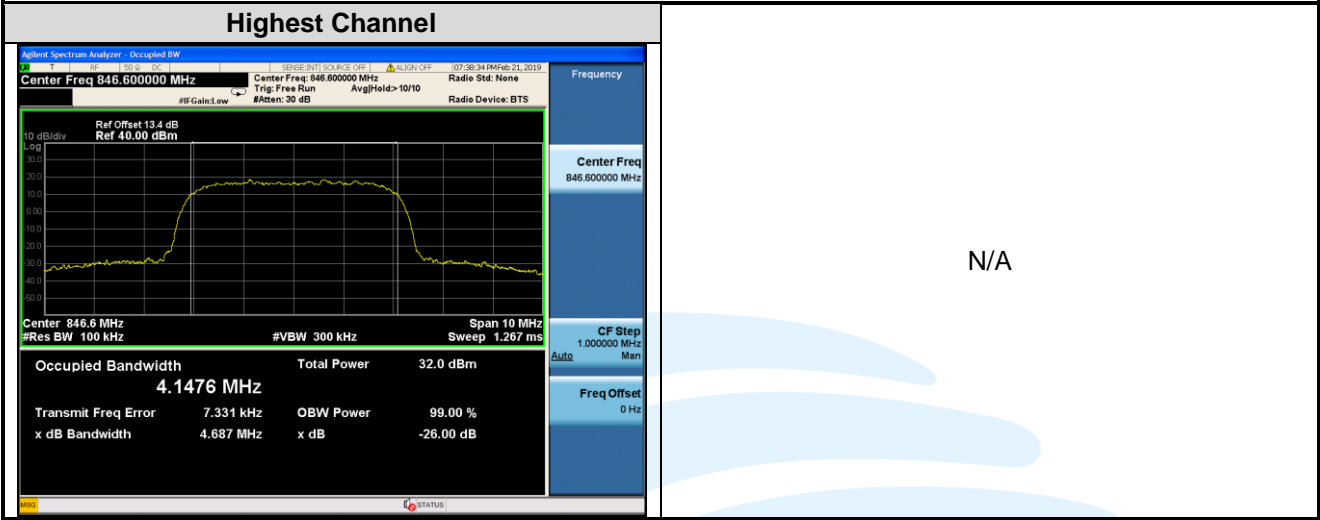 Highest Channel
Agilent Spectrum Analyzer - Occupied BW
T RF 50 Ω DC SENSE:INT SOURCE OFF ALIGN OFF 07:38:34 PM Feb 21, 2019
Center Freq 846.600000 MHz
Center Freq: 846.600000 MHz
Radio Std: None
Trig: Free Run Avg|Hold:> 10/10
#IFGain:Low
#Atten: 30 dB
Radio Device: BTS
Frequency
Ref Offset 13.4 dB
10 dB/div Ref 40.00 dBm
Log
30.0
20.0
10.0
0.00
-10.0
-20.0
-30.0
-40.0
-50.0
Center Freq
846.600000 MHz
Center 846.6 MHz Span 10 MHz
#Res BW 100 kHz #VBW 300 kHz Sweep 1.267 ms
CF Step
1.000000 MHz
Auto Man
Occupied Bandwidth Total Power 32.0 dBm
4.1476 MHz
Transmit Freq Error 7.331 kHz OBW Power 99.00 %
x dB Bandwidth 4.687 MHz x dB -26.00 dB
Freq Offset
0 Hz
MSG STATUS
N/A